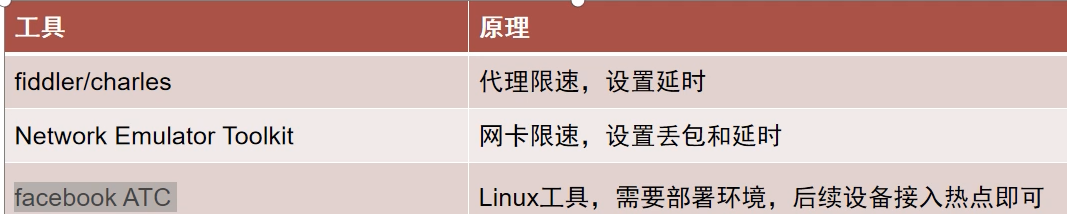 工具 原理
fiddler/charles 代理限速，设置延时
Network Emulator Toolkit 网卡限速，设置丢包和延时
facebook ATC Linux工具，需要部署环境，后续设备接入热点即可